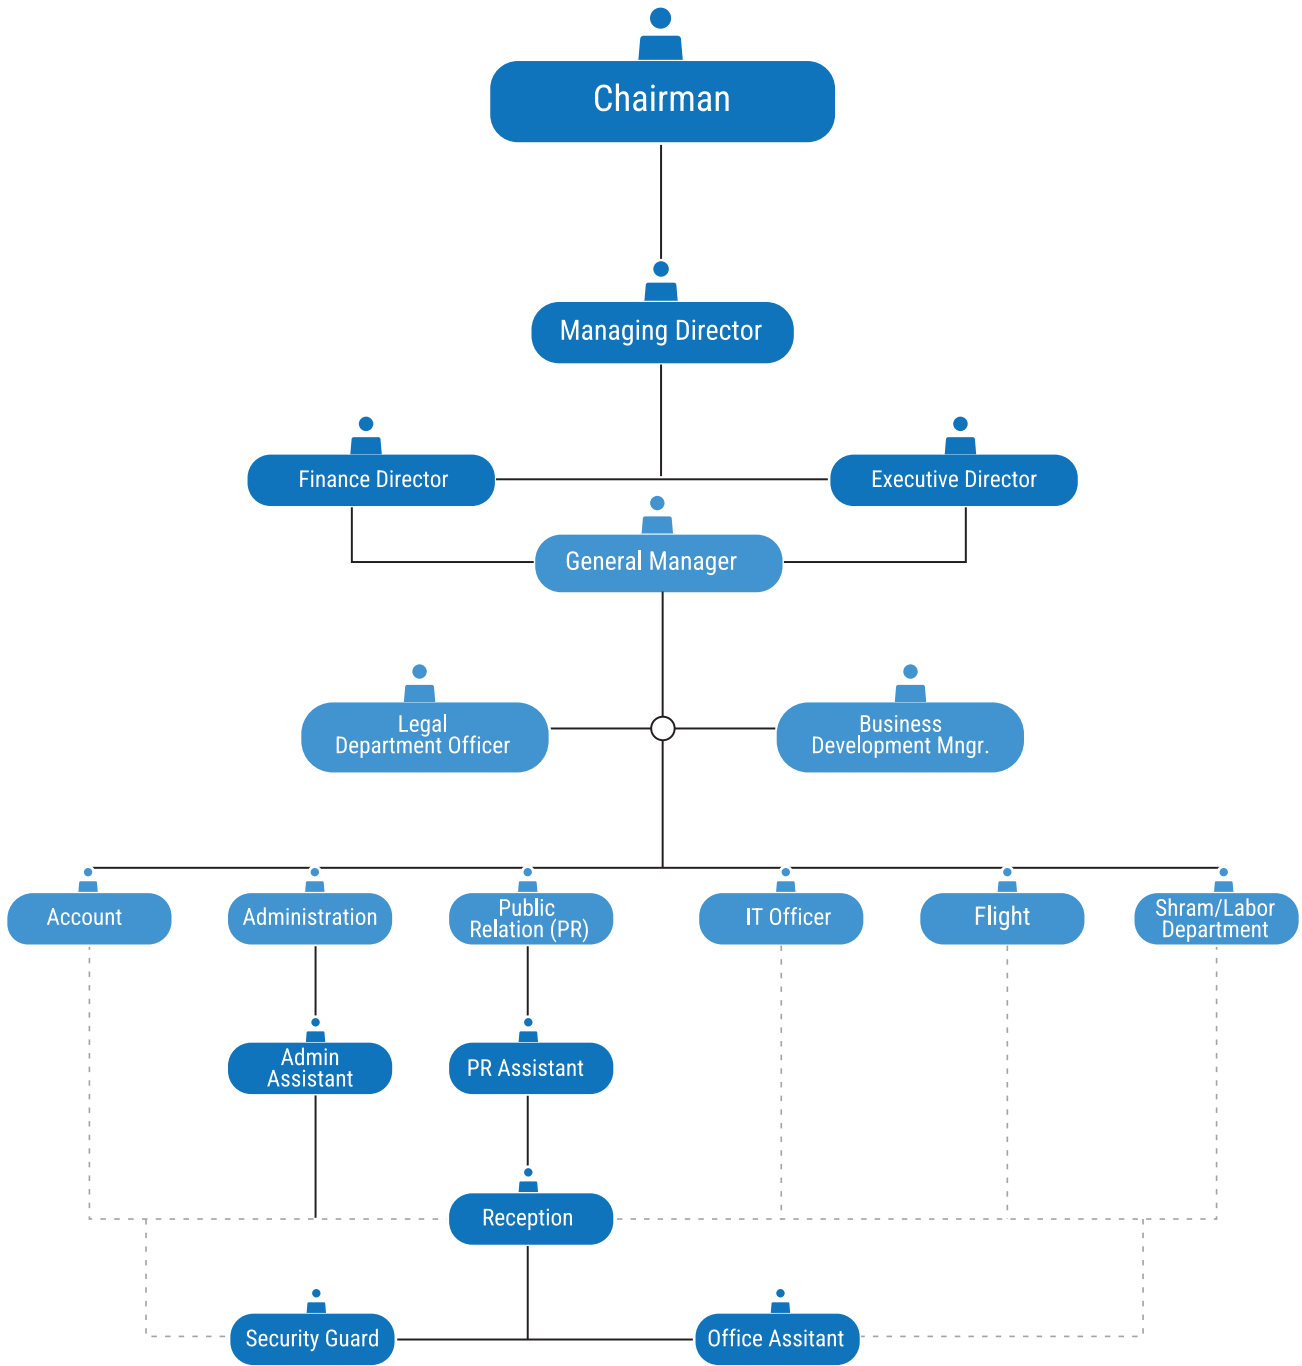 Chairman
Managing Director
Finance Director
Executive Director
General Manager
Legal
Department Officer
Business
Development Mngr.
Account
Administration
Public
Relation (PR)
IT Officer
Flight
Shram/Labor
Department
Admin
Assistant
PR Assistant
Reception
Security Guard
Office Assitant